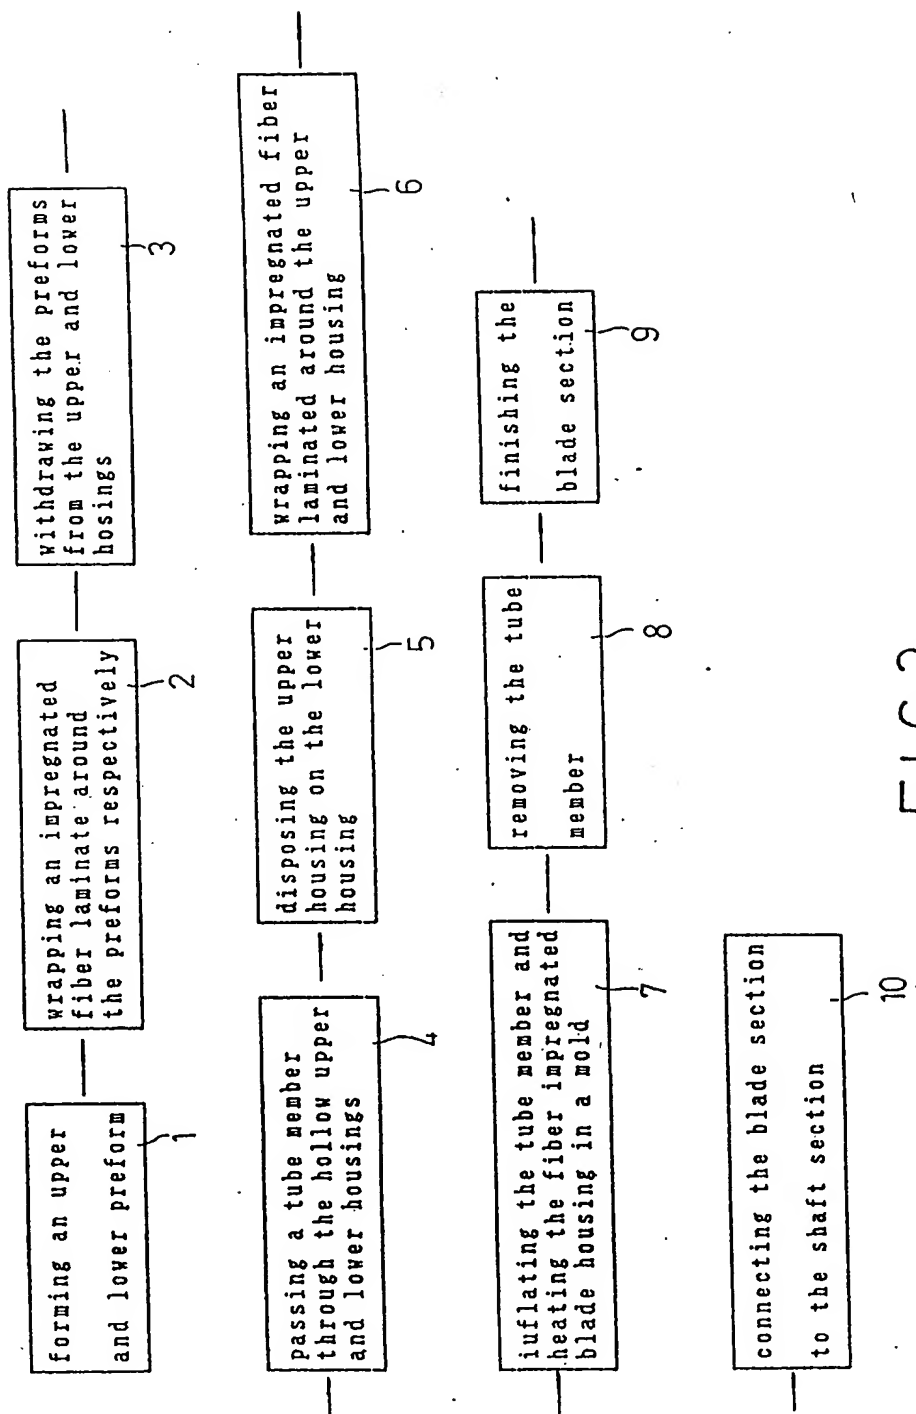 forming an upper
and lower preform
1
wrapping an impregnated
fiber laminate around
the preforms respectively
2
withdrawing the preforms
from the upper and lower
hosings
3
passing a tube member
through the hollow upper
and lower housings
4
disposing the upper
housing on the lower
housing
5
wrapping an impregnated fiber
laminated around the upper
and lower housing
6
iuflating the tube member and
heating the fiber impregnated
blade housing in a mold
7
removing the tube
member
8
finishing the
blade section
9
connecting the blade section
to the shaft section
10